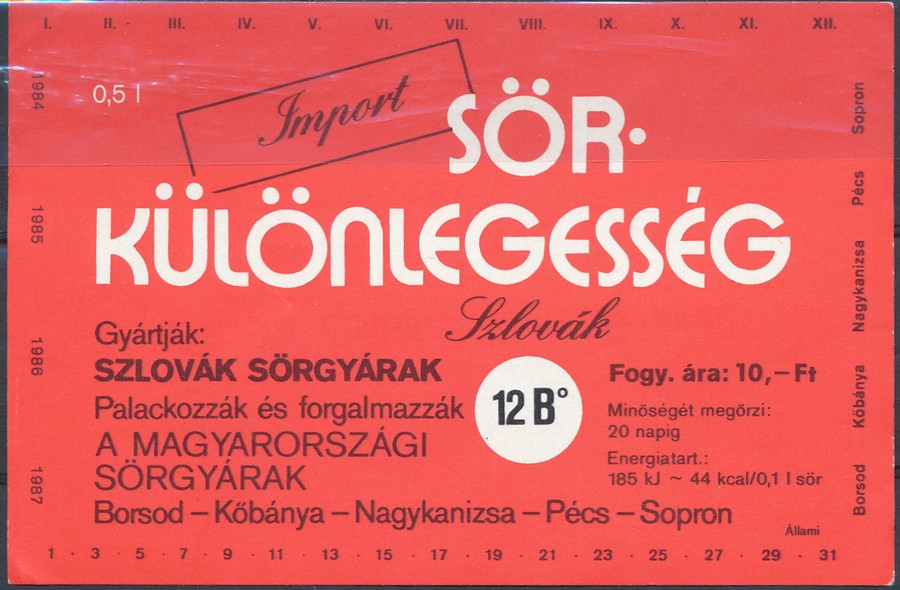 I. II. III. IV. V. VI. VII. VIII. IX. X. XI. XII.
0,5 l
Import
SÖR-
KÜLÖNLEGESSÉG
Szlovák
Gyártják:
SZLOVÁK SÖRGYÁRAK
Palackozzák és forgalmazzák
A MAGYARORSZÁGI
SÖRGYÁRAK
Borsod – Kőbánya – Nagykanizsa – Pécs – Sopron
12 B°
Fogy. ára: 10,– Ft
Minőségét megőrzi:
20 napig
Energiatart.:
185 kJ ~ 44 kcal/0,1 l sör
Állami
1 · 3 · 5 · 7 · 9 · 11 · 13 · 15 · 17 · 19 · 21 · 23 · 25 · 27 · 29 · 31
1984 1985 1986 1987
Borsod Kőbánya Nagykanizsa Pécs Sopron